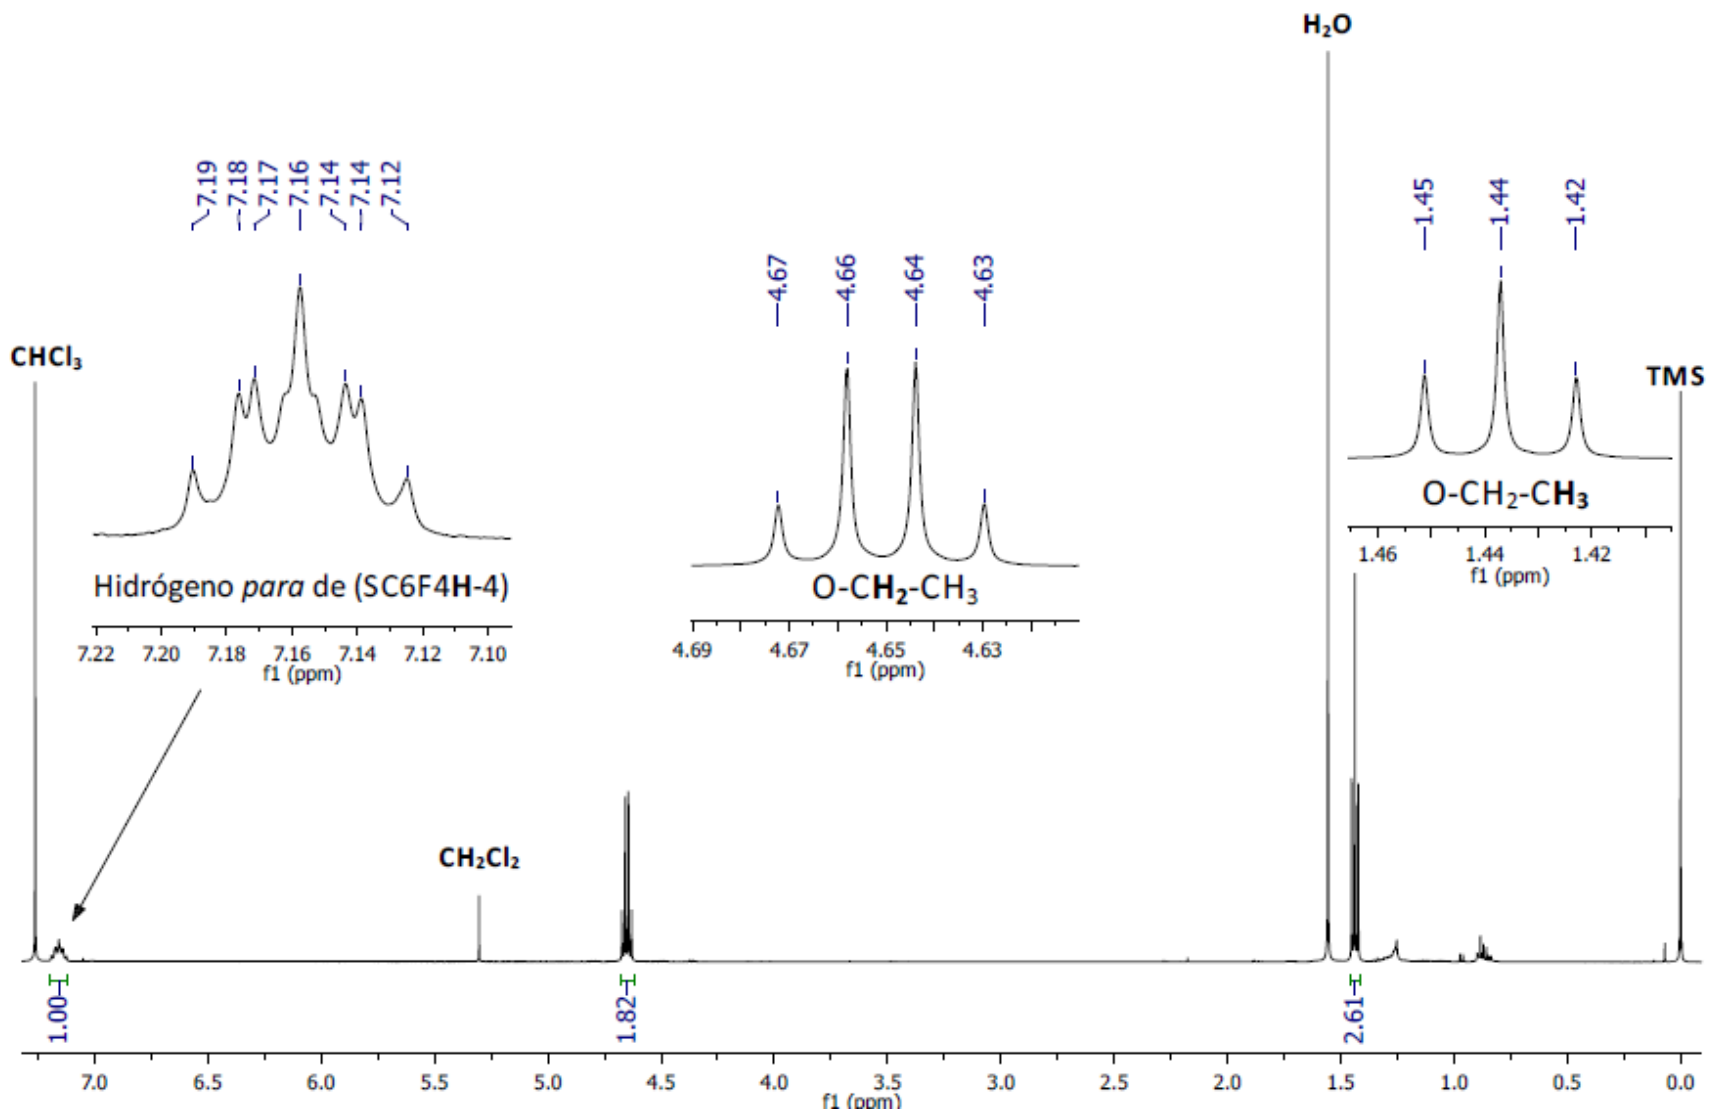 H₂O
7.19 7.18 7.17 7.16 7.14 7.14 7.12
4.67 4.66 4.64 4.63
1.45 1.44 1.42
CHCl₃
TMS
Hidrógeno para de (SC6F4H-4)
7.22 7.20 7.18 7.16 7.14 7.12 7.10
f1 (ppm)
O-CH₂-CH₃
4.69 4.67 4.65 4.63
f1 (ppm)
O-CH₂-CH₃
1.46 1.44 1.42
f1 (ppm)
CH₂Cl₂
1.00 1.82 2.61
7.0 6.5 6.0 5.5 5.0 4.5 4.0 3.5 3.0 2.5 2.0 1.5 1.0 0.5 0.0
f1 (ppm)